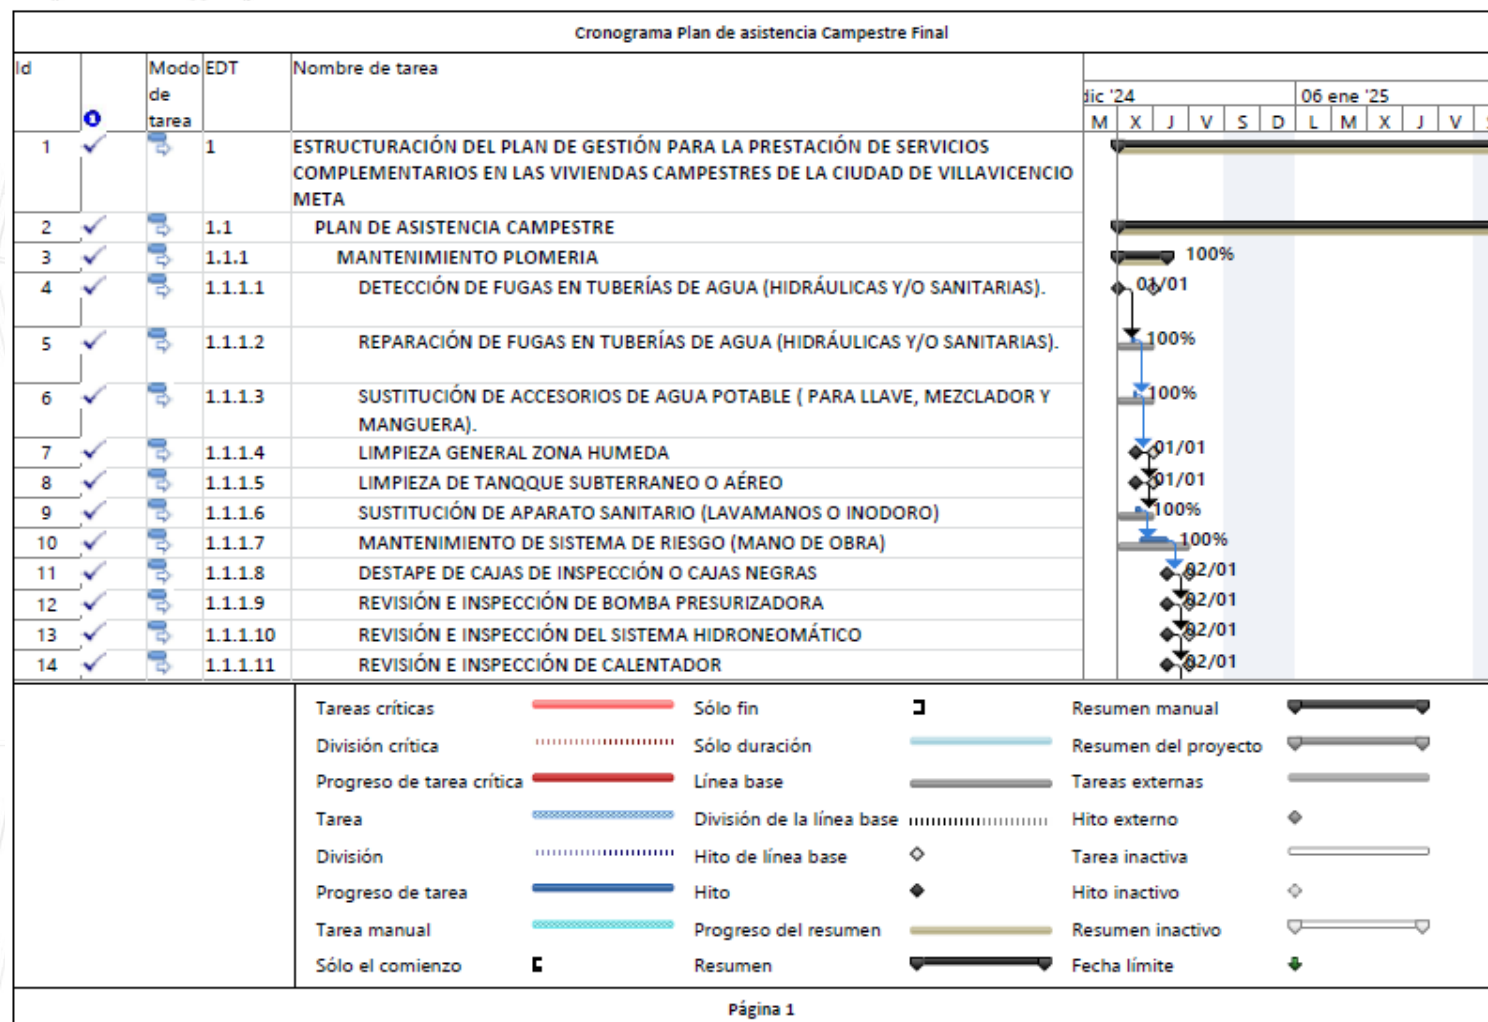 Cronograma Plan de asistencia Campestre Final
Id Modo de tarea EDT Nombre de tarea
dic '24 06 ene '25
M X J V S D L M X J V
1 1 ESTRUCTURACIÓN DEL PLAN DE GESTIÓN PARA LA PRESTACIÓN DE SERVICIOS
COMPLEMENTARIOS EN LAS VIVIENDAS CAMPESTRES DE LA CIUDAD DE VILLAVICENCIO
META
2 1.1 PLAN DE ASISTENCIA CAMPESTRE
3 1.1.1 MANTENIMIENTO PLOMERIA 100%
4 1.1.1.1 DETECCIÓN DE FUGAS EN TUBERÍAS DE AGUA (HIDRÁULICAS Y/O SANITARIAS). 01/01
5 1.1.1.2 REPARACIÓN DE FUGAS EN TUBERÍAS DE AGUA (HIDRÁULICAS Y/O SANITARIAS). 100%
6 1.1.1.3 SUSTITUCIÓN DE ACCESORIOS DE AGUA POTABLE ( PARA LLAVE, MEZCLADOR Y 100%
MANGUERA).
7 1.1.1.4 LIMPIEZA GENERAL ZONA HUMEDA 01/01
8 1.1.1.5 LIMPIEZA DE TANQQUE SUBTERRANEO O AÉREO 01/01
9 1.1.1.6 SUSTITUCIÓN DE APARATO SANITARIO (LAVAMANOS O INODORO) 100%
10 1.1.1.7 MANTENIMIENTO DE SISTEMA DE RIESGO (MANO DE OBRA) 100%
11 1.1.1.8 DESTAPE DE CAJAS DE INSPECCIÓN O CAJAS NEGRAS 02/01
12 1.1.1.9 REVISIÓN E INSPECCIÓN DE BOMBA PRESURIZADORA 02/01
13 1.1.1.10 REVISIÓN E INSPECCIÓN DEL SISTEMA HIDRONEOMÁTICO 02/01
14 1.1.1.11 REVISIÓN E INSPECCIÓN DE CALENTADOR 02/01
Tareas críticas Sólo fin Resumen manual
División crítica Sólo duración Resumen del proyecto
Progreso de tarea crítica Línea base Tareas externas
Tarea División de la línea base Hito externo
División Hito de línea base Tarea inactiva
Progreso de tarea Hito Hito inactivo
Tarea manual Progreso del resumen Resumen inactivo
Sólo el comienzo Resumen Fecha límite
Página 1